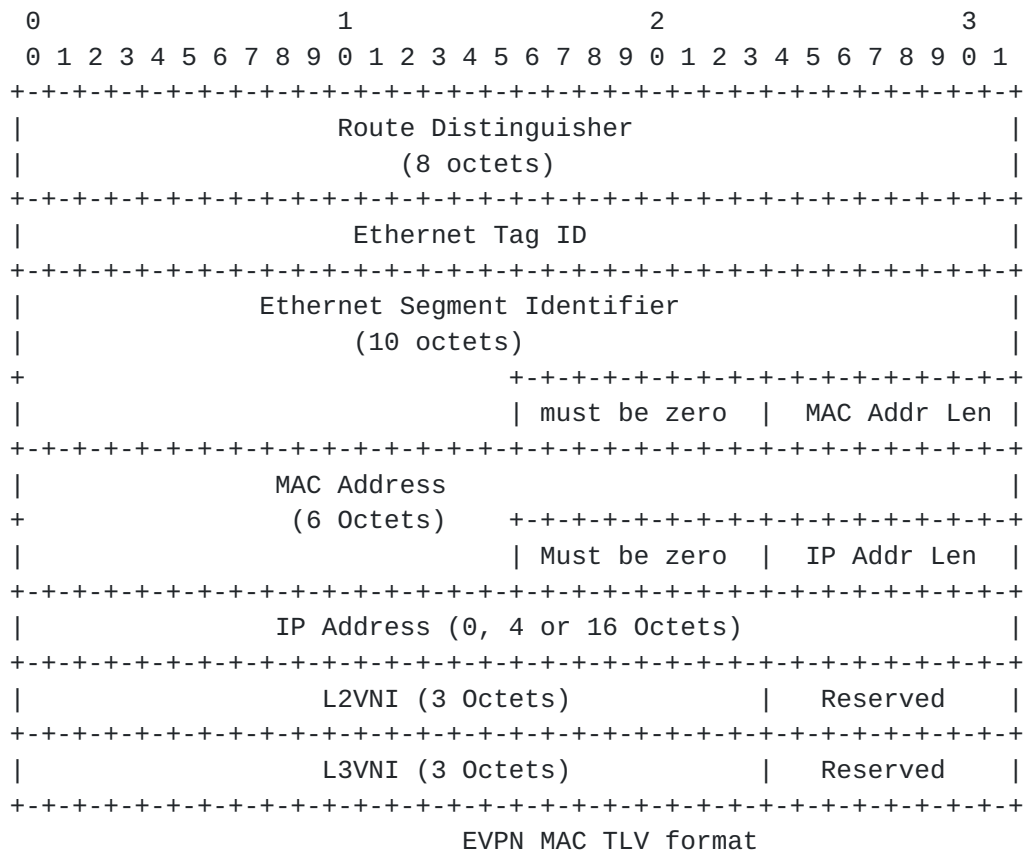 0                   1                   2                   3
 0 1 2 3 4 5 6 7 8 9 0 1 2 3 4 5 6 7 8 9 0 1 2 3 4 5 6 7 8 9 0 1
+-+-+-+-+-+-+-+-+-+-+-+-+-+-+-+-+-+-+-+-+-+-+-+-+-+-+-+-+-+-+-+-+
|                    Route Distinguisher                        |
|                        (8 octets)                             |
+-+-+-+-+-+-+-+-+-+-+-+-+-+-+-+-+-+-+-+-+-+-+-+-+-+-+-+-+-+-+-+-+
|                     Ethernet Tag ID                           |
+-+-+-+-+-+-+-+-+-+-+-+-+-+-+-+-+-+-+-+-+-+-+-+-+-+-+-+-+-+-+-+-+
|               Ethernet Segment Identifier                     |
|                     (10 octets)                               |
+                               +-+-+-+-+-+-+-+-+-+-+-+-+-+-+-+-+
|                               | must be zero  |  MAC Addr Len |
+-+-+-+-+-+-+-+-+-+-+-+-+-+-+-+-+-+-+-+-+-+-+-+-+-+-+-+-+-+-+-+-+
|                MAC Address                                    |
+                 (6 Octets)    +-+-+-+-+-+-+-+-+-+-+-+-+-+-+-+-+
|                               | Must be zero  |  IP Addr Len  |
+-+-+-+-+-+-+-+-+-+-+-+-+-+-+-+-+-+-+-+-+-+-+-+-+-+-+-+-+-+-+-+-+
|                IP Address (0, 4 or 16 Octets)                 |
+-+-+-+-+-+-+-+-+-+-+-+-+-+-+-+-+-+-+-+-+-+-+-+-+-+-+-+-+-+-+-+-+
|                   L2VNI (3 Octets)            |   Reserved    |
+-+-+-+-+-+-+-+-+-+-+-+-+-+-+-+-+-+-+-+-+-+-+-+-+-+-+-+-+-+-+-+-+
|                   L3VNI (3 Octets)            |   Reserved    |
+-+-+-+-+-+-+-+-+-+-+-+-+-+-+-+-+-+-+-+-+-+-+-+-+-+-+-+-+-+-+-+-+
                            EVPN MAC TLV format